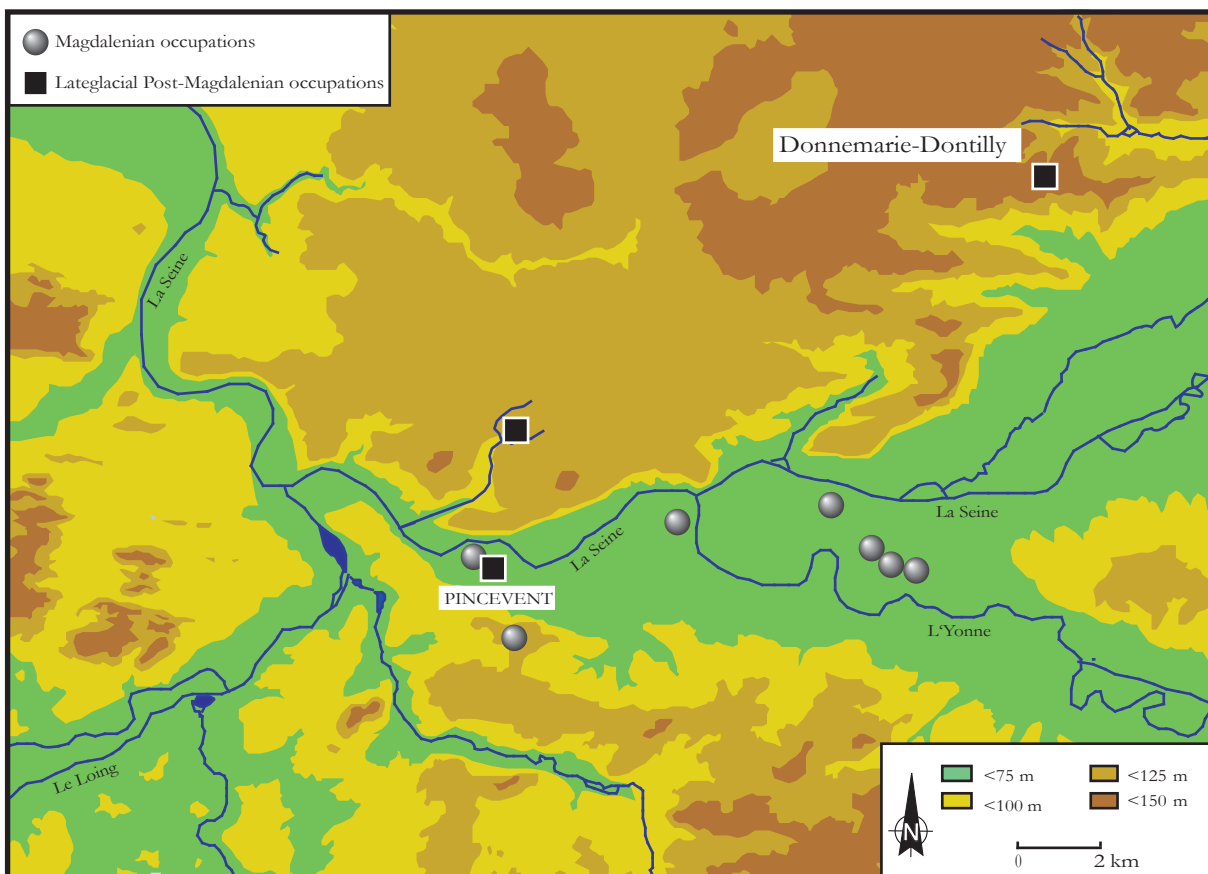 Magdalenian occupations
Lateglacial Post-Magdalenian occupations
Donnemarie-Dontilly
La Seine
La Seine
La Seine
PINCEVENT
L'Yonne
Le Loing
<75 m
<125 m
<100 m
<150 m
N
0 2 km